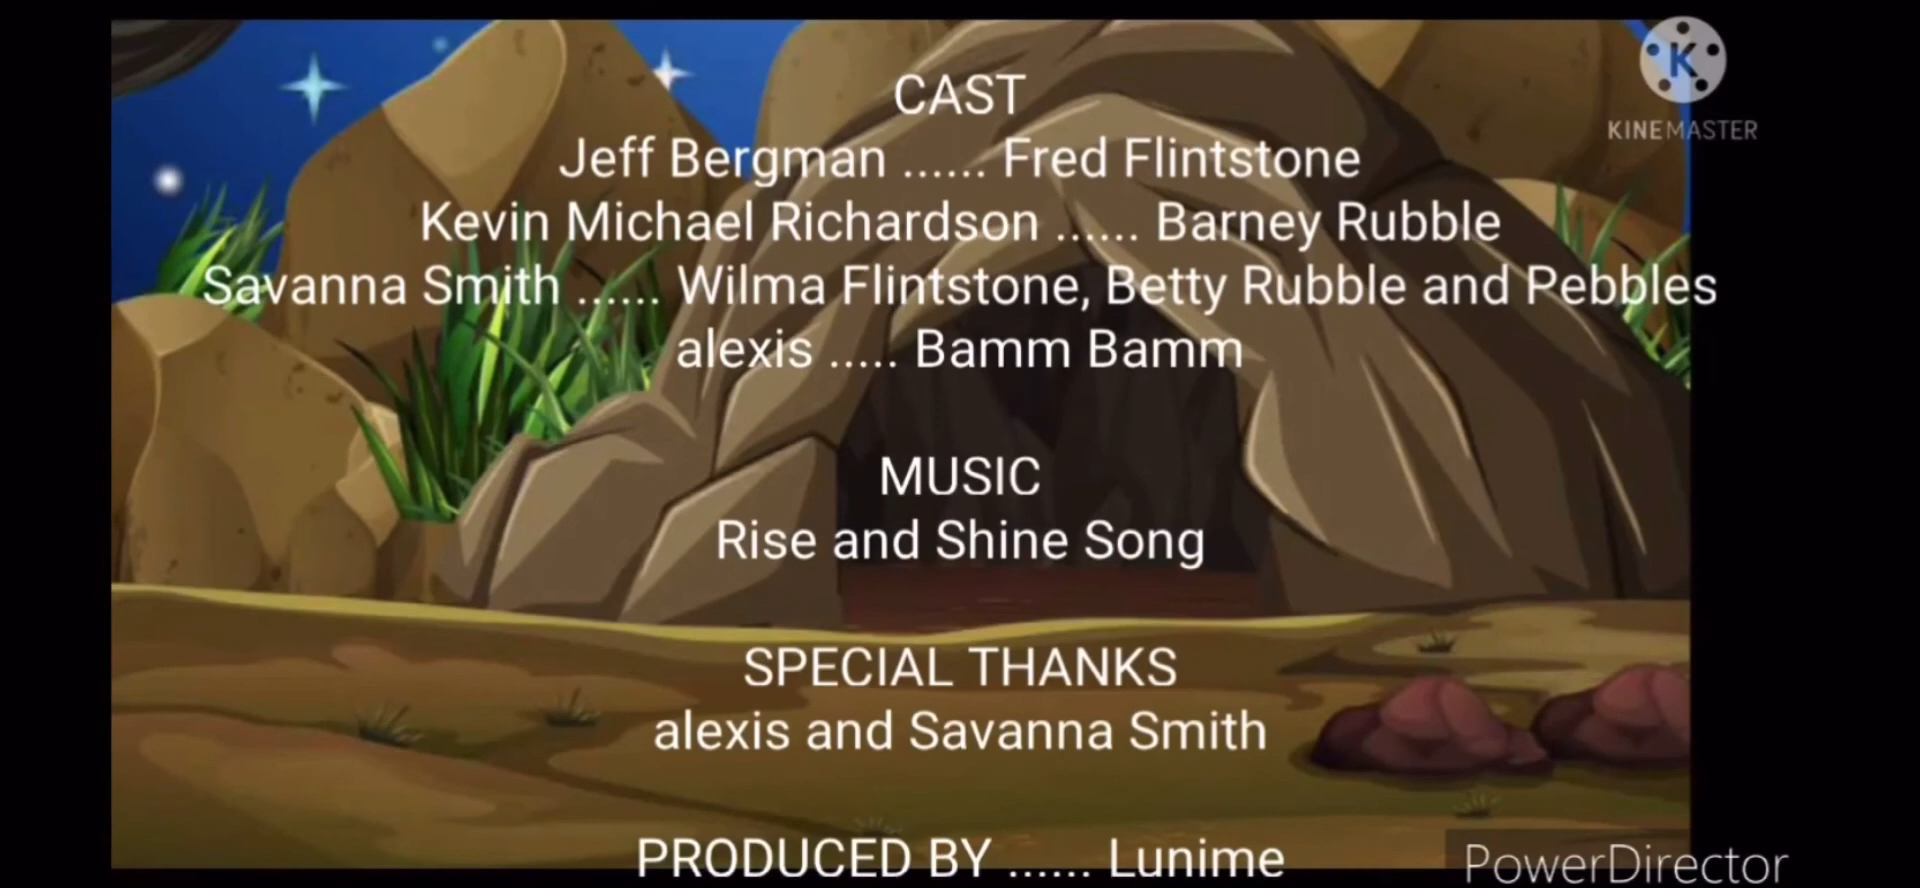 K
KINEMASTER
CAST
Jeff Bergman ...... Fred Flintstone
Kevin Michael Richardson ...... Barney Rubble
Savanna Smith ...... Wilma Flintstone, Betty Rubble and Pebbles
alexis ..... Bamm Bamm
MUSIC
Rise and Shine Song
SPECIAL THANKS
alexis and Savanna Smith
PRODUCED BY ...... Lunime
PowerDirector